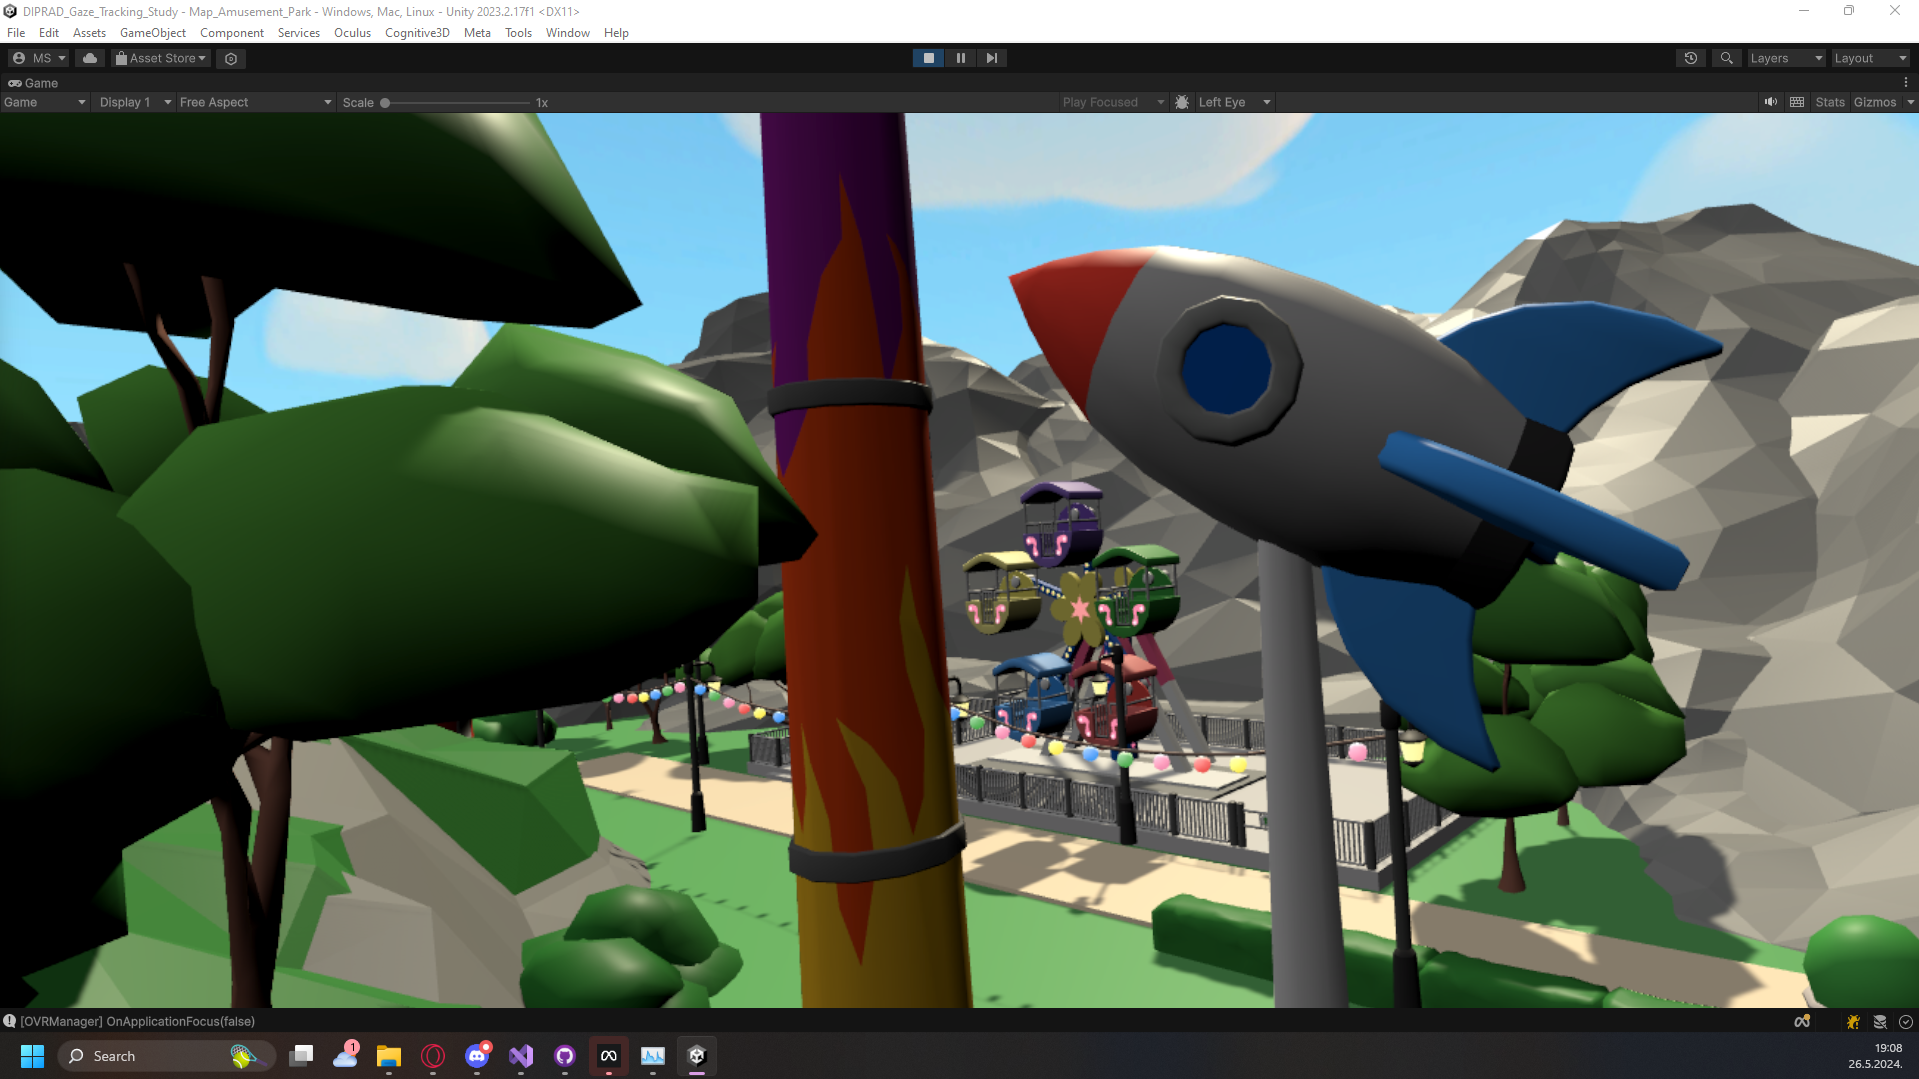 DIPRAD_Gaze_Tracking_Study - Map_Amusement_Park - Windows, Mac, Linux - Unity 2023.2.17f1 <DX11>
File Edit Assets GameObject Component Services Oculus Cognitive3D Meta Tools Window Help
MS Asset Store Layers Layout
Game
Game Display 1 Free Aspect Scale 1x Play Focused Left Eye Stats Gizmos
[OVRManager] OnApplicationFocus(false)
Search 1 19:08
26.5.2024.